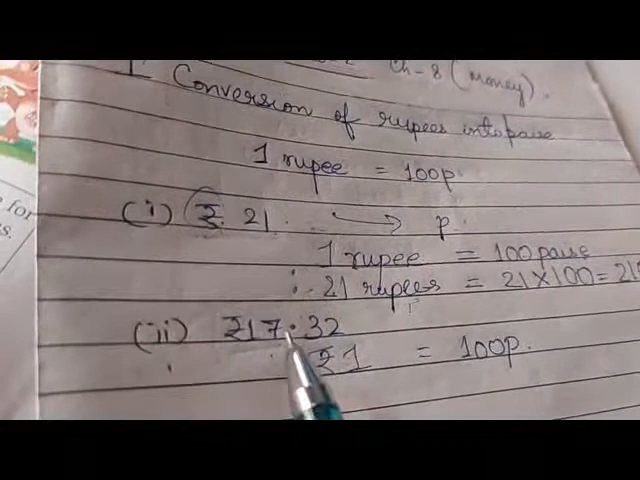 Ch-8 (Money).
I Conversion of rupees into paise
1 rupee = 100p.
(i) ₹. 21. → p.
1 rupee = 100 paise
∴ 21 rupees = 21×100=21
(ii) ₹17.32
₹1 = 100p.
for
s.